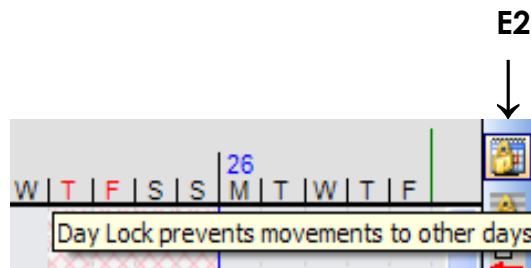 E2
26
W T F S S M T W T F
Day Lock prevents movements to other days